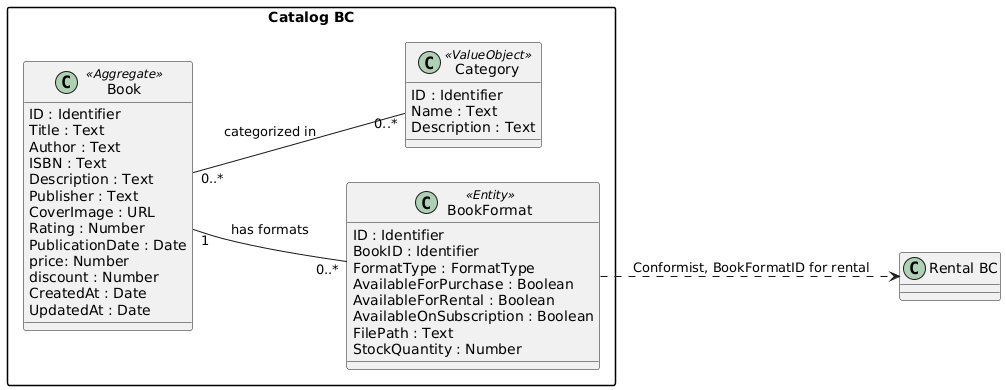 Catalog BC
C «Aggregate»
Book
ID : Identifier
Title : Text
Author : Text
ISBN : Text
Description : Text
Publisher : Text
CoverImage : URL
Rating : Number
PublicationDate : Date
price: Number
discount : Number
CreatedAt : Date
UpdatedAt : Date
categorized in
0..*
0..*
C «ValueObject»
Category
ID : Identifier
Name : Text
Description : Text
has formats
1
0..*
C «Entity»
BookFormat
ID : Identifier
BookID : Identifier
FormatType : FormatType
AvailableForPurchase : Boolean
AvailableForRental : Boolean
AvailableOnSubscription : Boolean
FilePath : Text
StockQuantity : Number
Conformist, BookFormatID for rental
C Rental BC